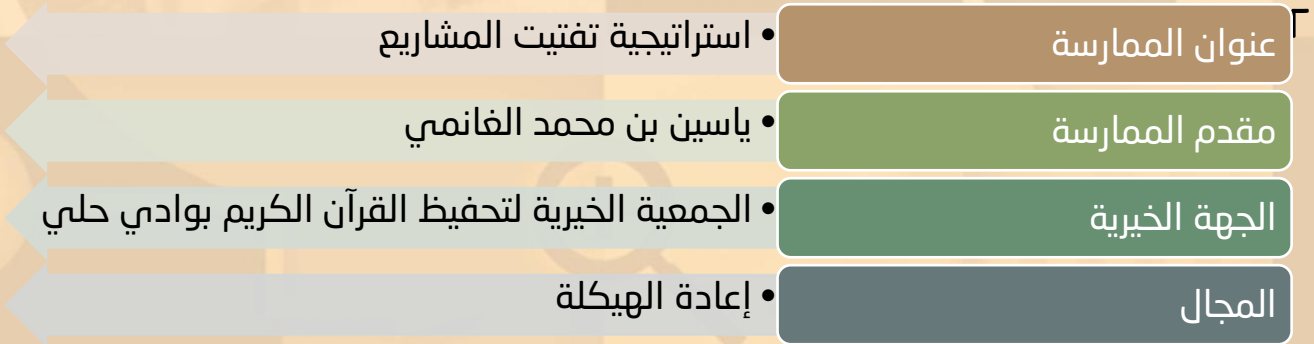 عنوان الممارسة
• استراتيجية تفتيت المشاريع
مقدم الممارسة
• ياسين بن محمد الغانمي
الجهة الخيرية
• الجمعية الخيرية لتحفيظ القرآن الكريم بوادي حلي
المجال
• إعادة الهيكلة